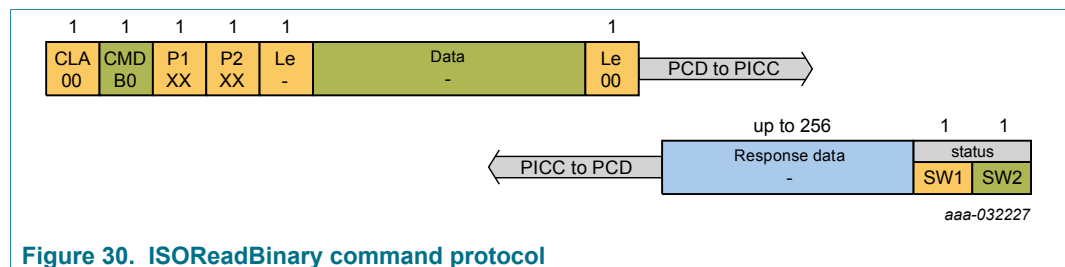 1 1 1 1 1 1
CLA CMD P1 P2 Le Data Le
00 B0 XX XX - - 00
PCD to PICC
up to 256 1 1
Response data status
- SW1 SW2
PICC to PCD
aaa-032227
Figure 30. ISOReadBinary command protocol